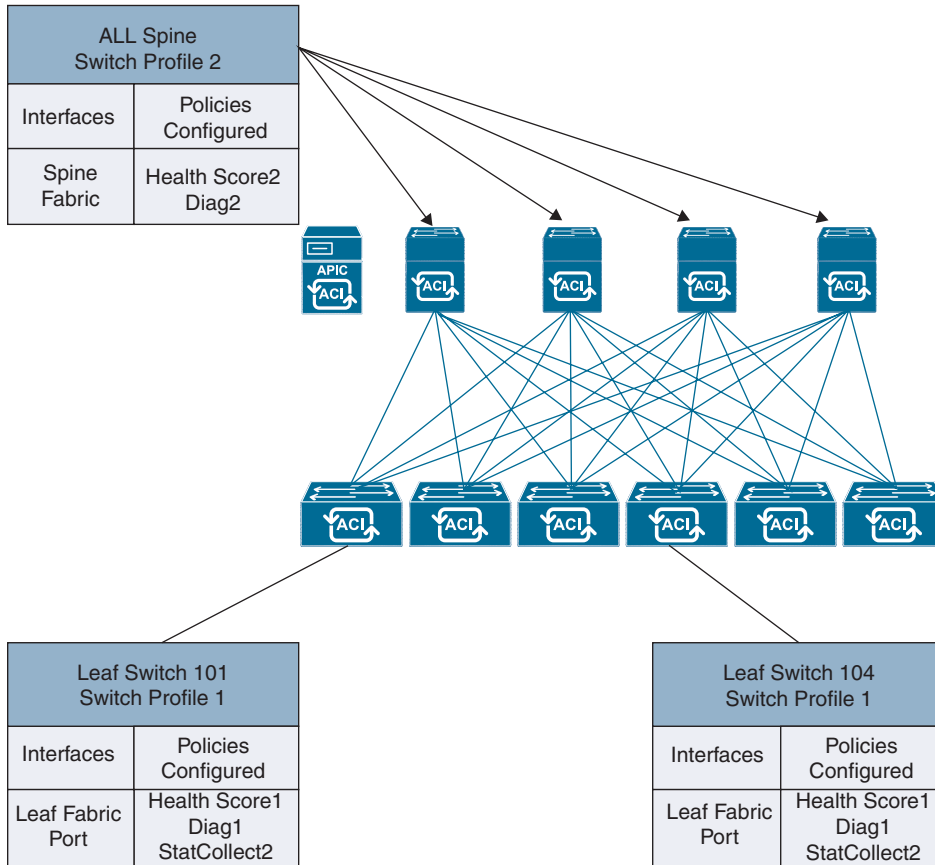 ALL Spine
Switch Profile 2
Interfaces
Policies
Configured
Spine
Fabric
Health Score2
Diag2
APIC
ACI
ACI
ACI
ACI
ACI
ACI
ACI
ACI
ACI
ACI
ACI
Leaf Switch 101
Switch Profile 1
Interfaces
Policies
Configured
Leaf Fabric
Port
Health Score1
Diag1
StatCollect2
Leaf Switch 104
Switch Profile 1
Interfaces
Policies
Configured
Leaf Fabric
Port
Health Score1
Diag1
StatCollect2